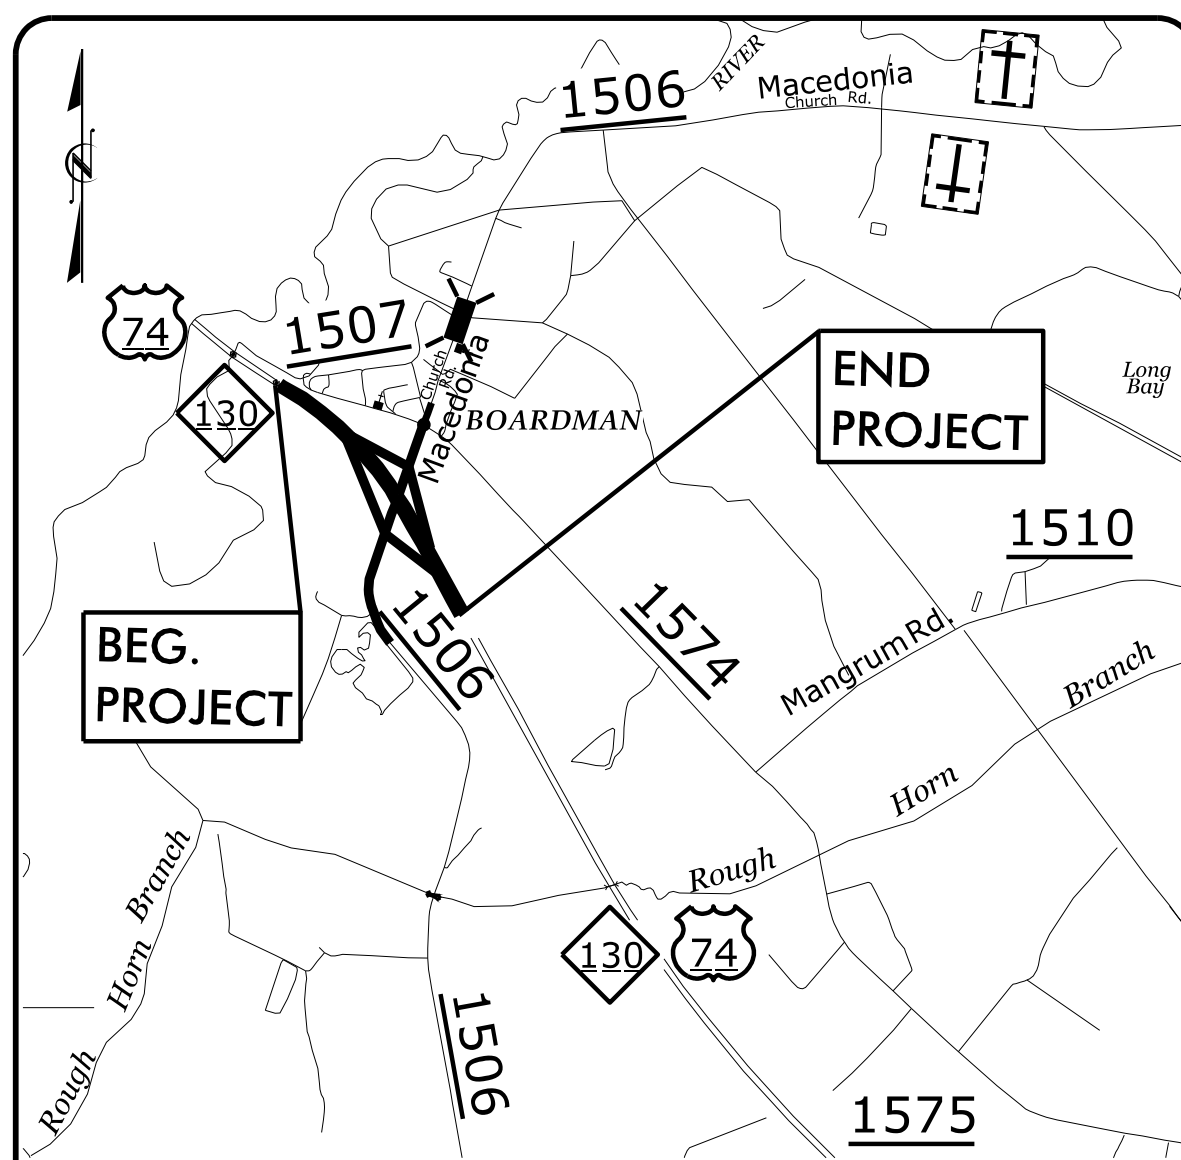 RIVER
1506
Macedonia
Church Rd.
N
74
1507
130
Church
Rd.
Macedonia
BOARDMAN
END
PROJECT
Long
Bay
1510
BEG.
PROJECT
1506
1574
Mangrum Rd.
Branch
Horn
Rough
Branch
Horn
Rough
130
74
1506
1575